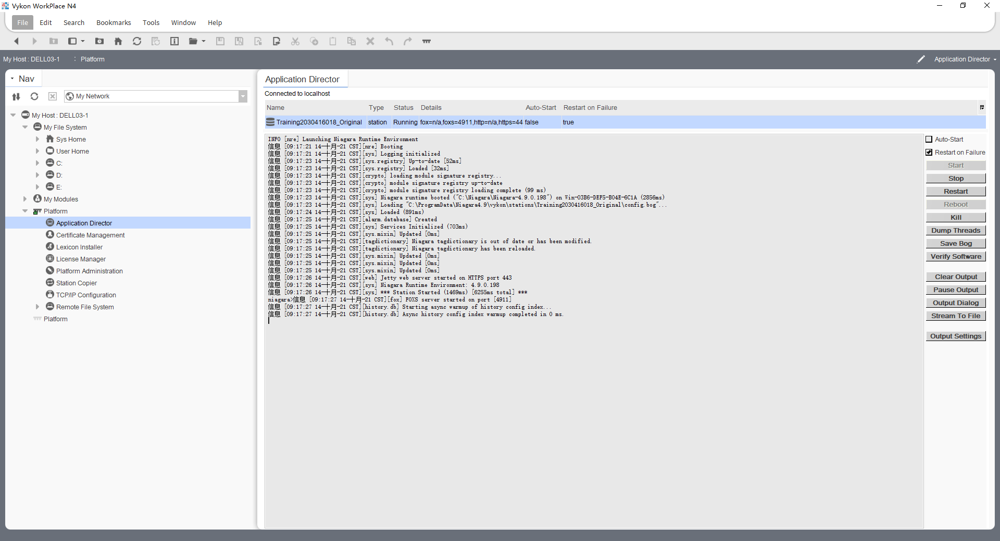 Vykon WorkPlace N4
File Edit Search Bookmarks Tools Window Help
My Host : DELL03-1 : Platform
Application Director
Nav
My Network
My Host : DELL03-1
My File System
Sys Home
User Home
C:
D:
E:
My Modules
Platform
Application Director
Certificate Management
Lexicon Installer
License Manager
Platform Administration
Station Copier
TCP/IP Configuration
Remote File System
Platform
Application Director
Connected to localhost
Name Type Status Details Auto-Start Restart on Failure
Training2030416018_Original station Running fox=n/a,foxs=4911,http=n/a,https=44 false true
INFO [nre] Launching Niagara Runtime Environment
信息 [09:17:21 14-十月-21 CST][nre] Booting
信息 [09:17:21 14-十月-21 CST][sys] Logging initialized
信息 [09:17:23 14-十月-21 CST][sys.registry] Up-to-date [52ms]
信息 [09:17:23 14-十月-21 CST][sys.registry] Loaded [32ms]
信息 [09:17:23 14-十月-21 CST][crypto] loading module signature registry...
信息 [09:17:23 14-十月-21 CST][crypto] module signature registry up-to-date
信息 [09:17:23 14-十月-21 CST][crypto] module signature registry loading complete (99 ms)
信息 [09:17:23 14-十月-21 CST][sys] Niagara runtime booted ("C:\Niagara\Niagara-4.9.0.198") on Win-03B6-DEF5-B04E-6C1A (2856ms)
信息 [09:17:23 14-十月-21 CST][sys] Loading "C:\ProgramData\Niagara4.9\vykon\stations\Training2030416018_Original\config.bog"...
信息 [09:17:24 14-十月-21 CST][sys] Loaded (891ms)
信息 [09:17:25 14-十月-21 CST][alarm.database] Created
信息 [09:17:25 14-十月-21 CST][sys] Services Initialized (703ms)
信息 [09:17:25 14-十月-21 CST][sys.mixin] Updated [0ms]
信息 [09:17:25 14-十月-21 CST][tagdictionary] Niagara tagdictionary is out of date or has been modified.
信息 [09:17:25 14-十月-21 CST][tagdictionary] Niagara tagdictionary has been reloaded.
信息 [09:17:25 14-十月-21 CST][sys.mixin] Updated [0ms]
信息 [09:17:25 14-十月-21 CST][sys.mixin] Updated [0ms]
信息 [09:17:25 14-十月-21 CST][sys.mixin] Updated [0ms]
信息 [09:17:26 14-十月-21 CST][web] Jetty web server started on HTTPS port 443
信息 [09:17:26 14-十月-21 CST][sys] Niagara Runtime Environment: 4.9.0.198
信息 [09:17:26 14-十月-21 CST][sys] *** Station Started (1469ms) [6255ms total] ***
niagara>信息 [09:17:27 14-十月-21 CST][fox] FOXS server started on port [4911]
信息 [09:17:27 14-十月-21 CST][history.db] Starting async warmup of history config index...
信息 [09:17:27 14-十月-21 CST][history.db] Async history config index warmup completed in 0 ms.
Auto-Start
Restart on Failure
Start
Stop
Restart
Reboot
Kill
Dump Threads
Save Bog
Verify Software
Clear Output
Pause Output
Output Dialog
Stream To File
Output Settings